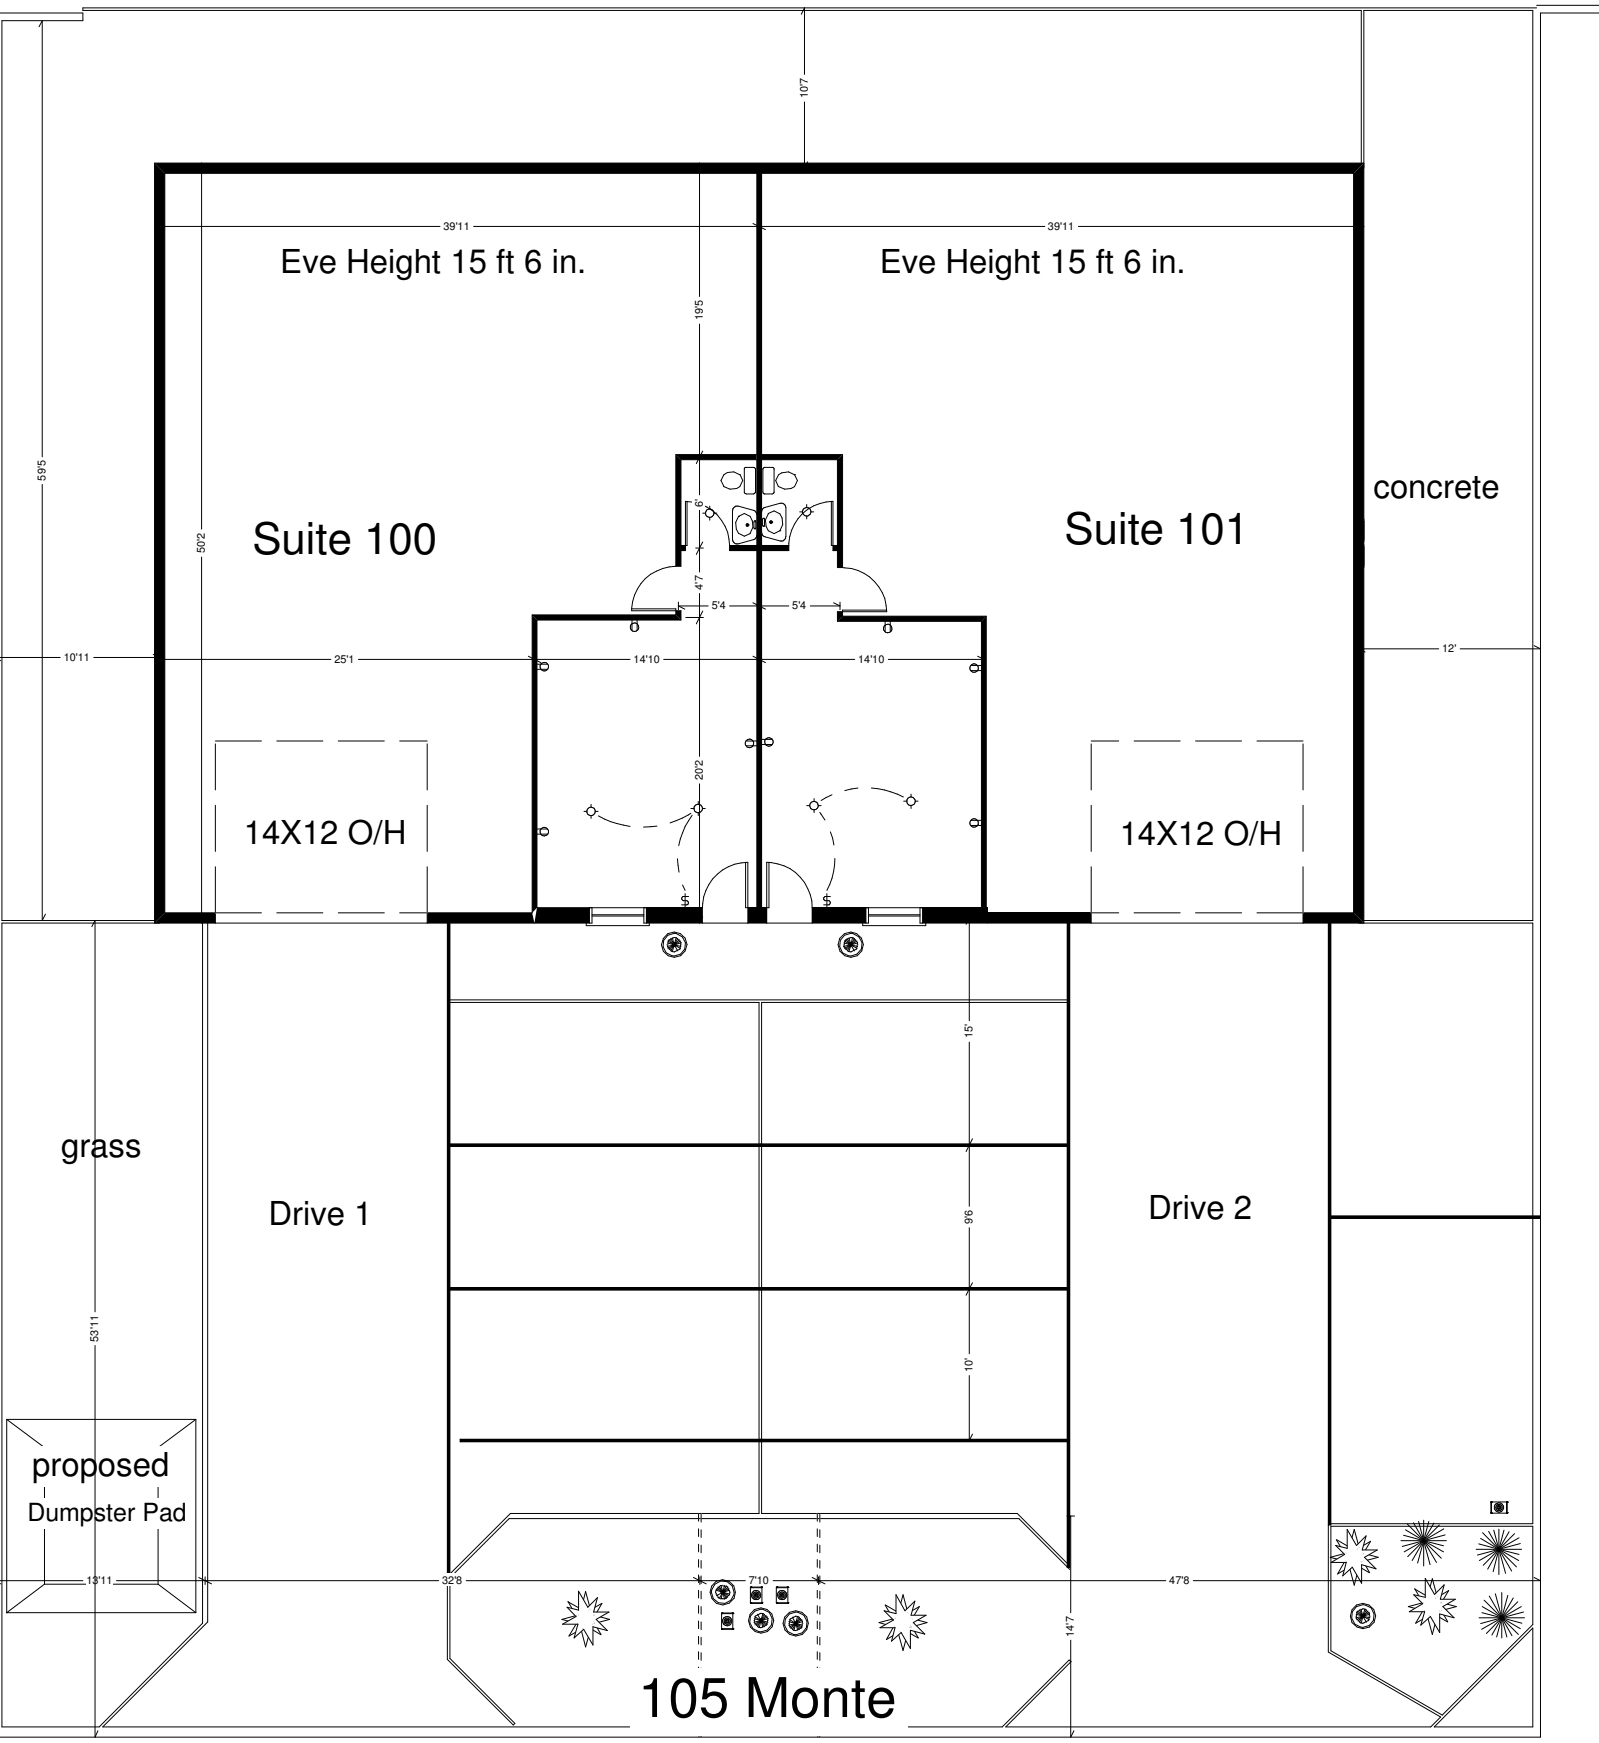 10'7
39'11
39'11
Eve Height 15 ft 6 in.
Eve Height 15 ft 6 in.
19'5
59'5
concrete
6'
Suite 100
Suite 101
50'2
4'7
5'4
5'4
10'11
25'1
14'10
14'10
12'
20'2
14X12 O/H
14X12 O/H
S
S
15'
grass
Drive 1
Drive 2
9'6
53'11
10'
proposed
Dumpster Pad
13'11
32'8
7'10
47'8
14'7
105 Monte